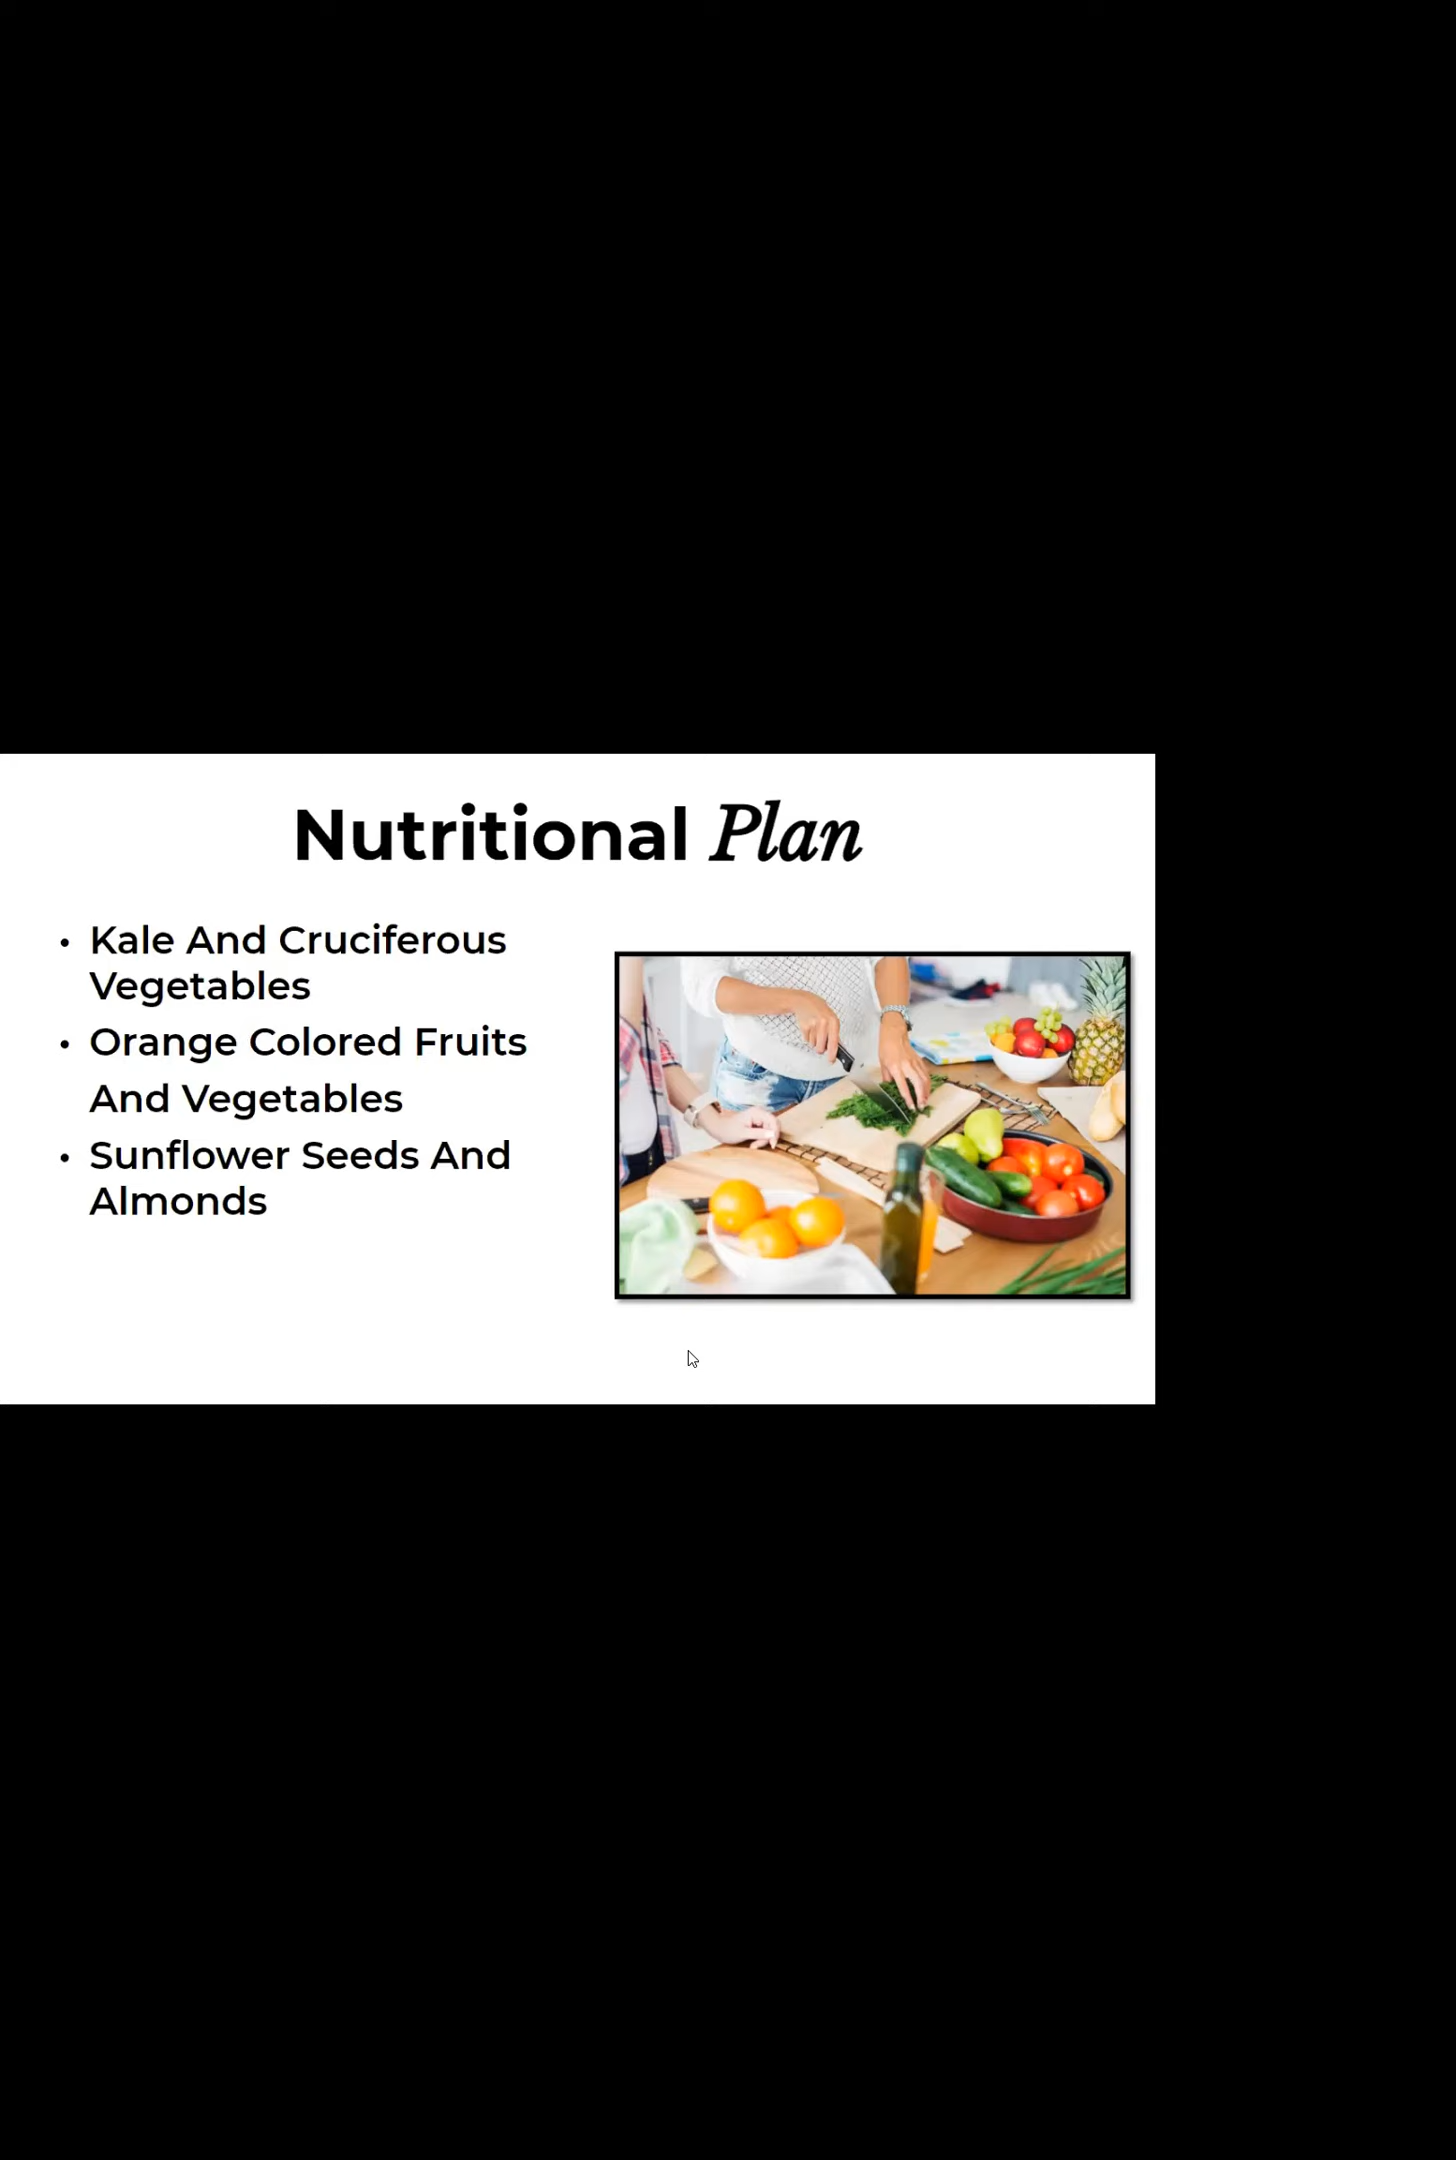 Nutritional Plan
• Kale And Cruciferous
Vegetables
• Orange Colored Fruits
And Vegetables
• Sunflower Seeds And
Almonds